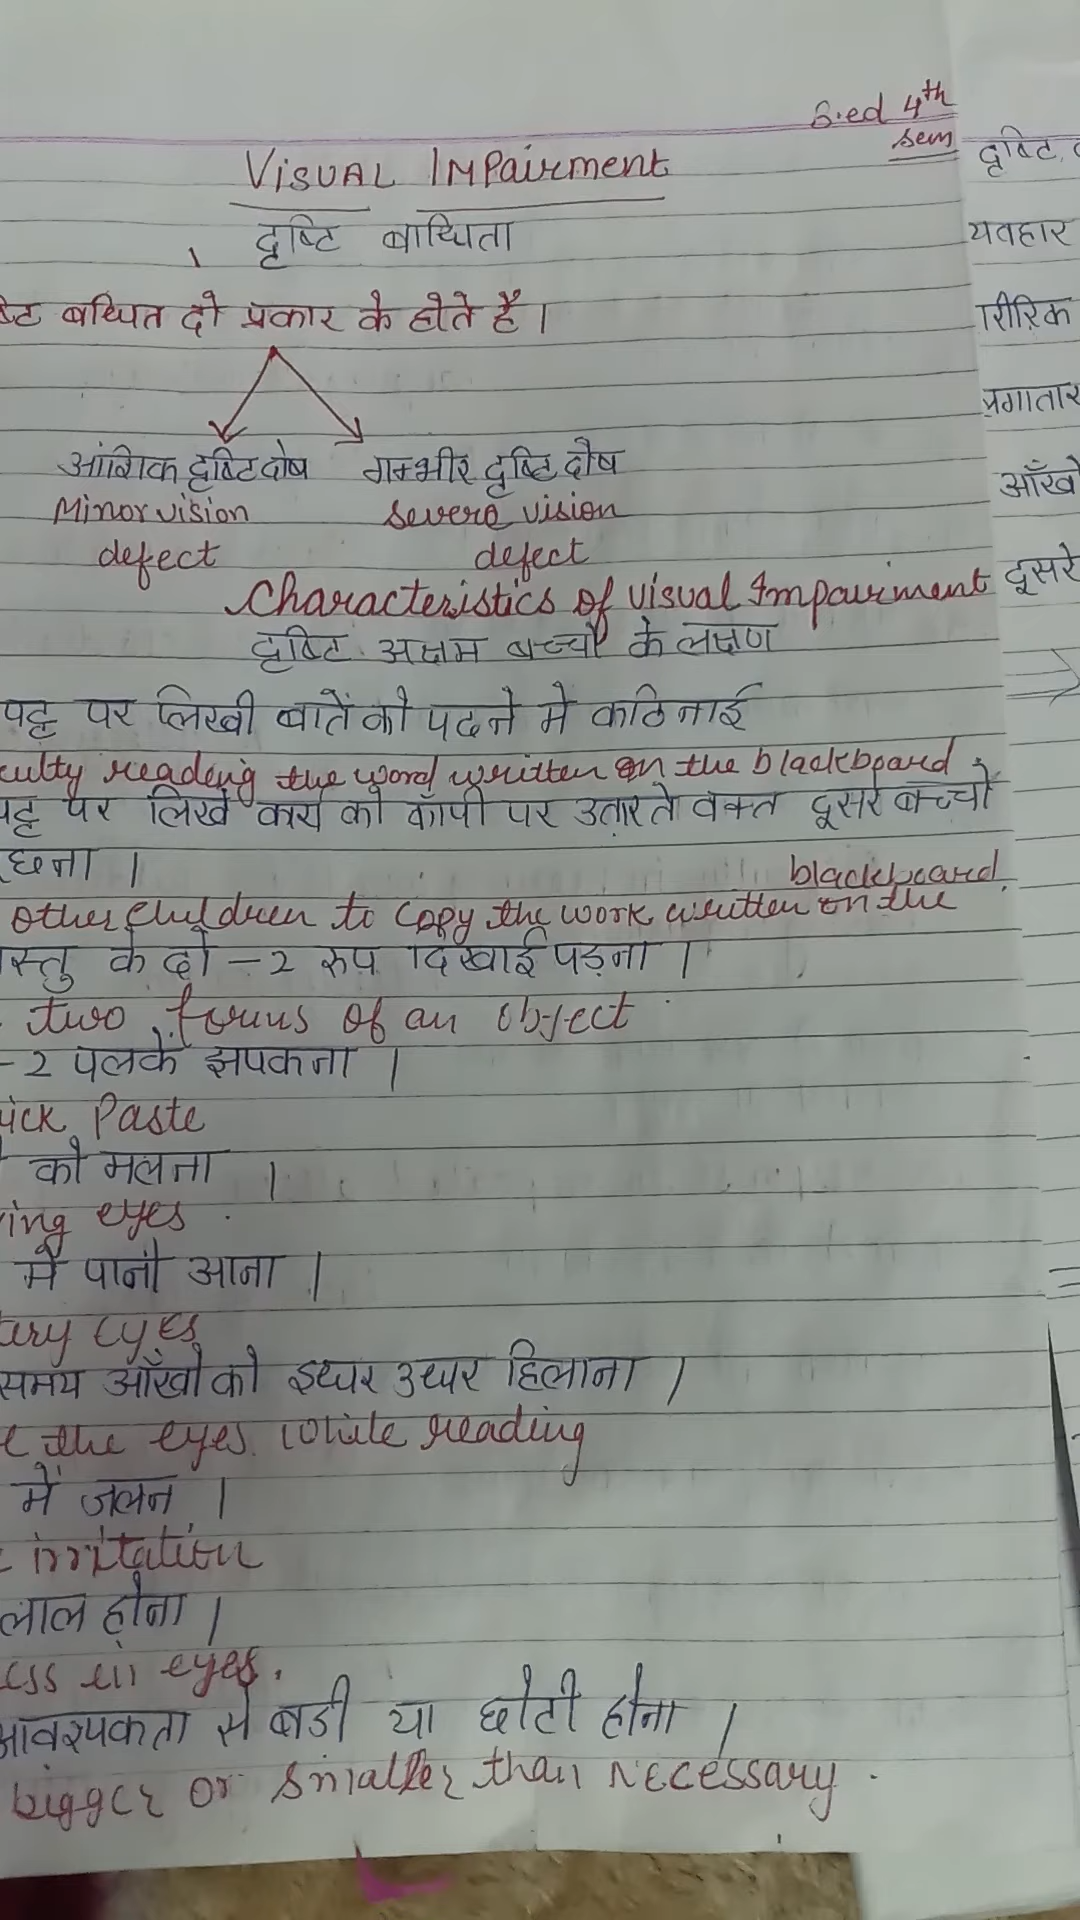 B.ed 4th
sem
VISUAL IMPairment
दृष्टि बाधिता
बधित दो प्रकार के होते हैं।
आंशिक दृष्टिदोष गम्भीर दृष्टि दोष
Minor vision severe vision
defect defect
Characteristics of visual Impairment
दृष्टि अक्षम बच्चों के लक्षण
पट्ट पर लिखी बातें को पढने में कठिनाई
culty reading the word written on the blackboard.
पट्ट पर लिखे कार्य को कॉपी पर उतारते वक्त दूसरे बच्चों
छना।
blackboard.
other children to copy the work written on the
स्तु के दो-2 रूप दिखाई पड़ना।
two forms of an object
-2 पलकें झपकना।
ick Paste
को मलना।
ing eyes.
में पानी आना।
ery eyes
समय आँखों को इधर उधर हिलाना।
the eyes while reading
में जलन।
irritation
लाल होना।
ess in eyes.
आवश्यकता से बडी या छोटी होना।
bigger or smaller than necessary.
दृष्टि
यवहार
ारीरिक
आँखो
दूसरे